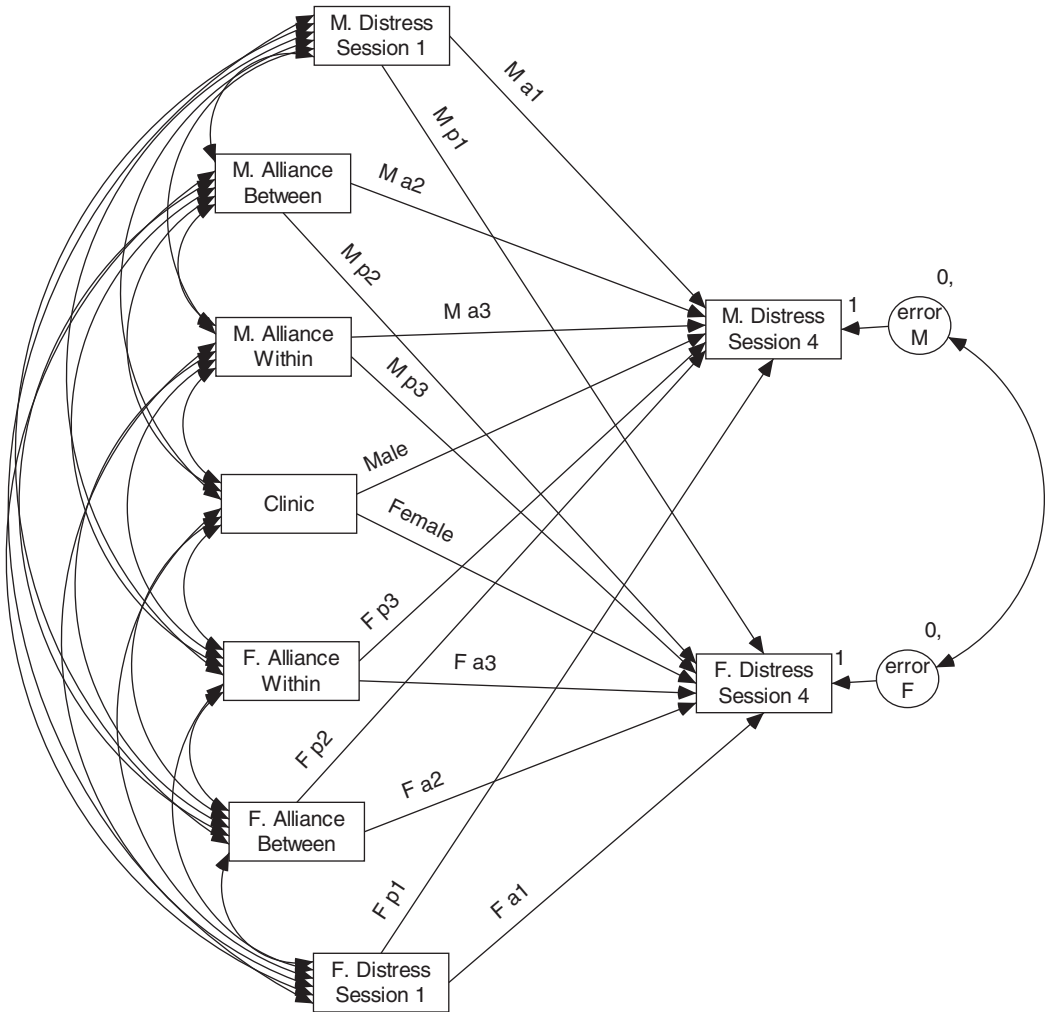 M. Distress
Session 1
M a1
M p1
M. Alliance
Between
M a2
M p2
M. Alliance
Within
M a3
M p3
M. Distress
Session 4
1
0,
error
M
Clinic
Male
Female
F. Alliance
Within
F p3
F a3
F. Distress
Session 4
1
0,
error
F
F. Alliance
Between
F p2
F a2
F. Distress
Session 1
F p1
F a1